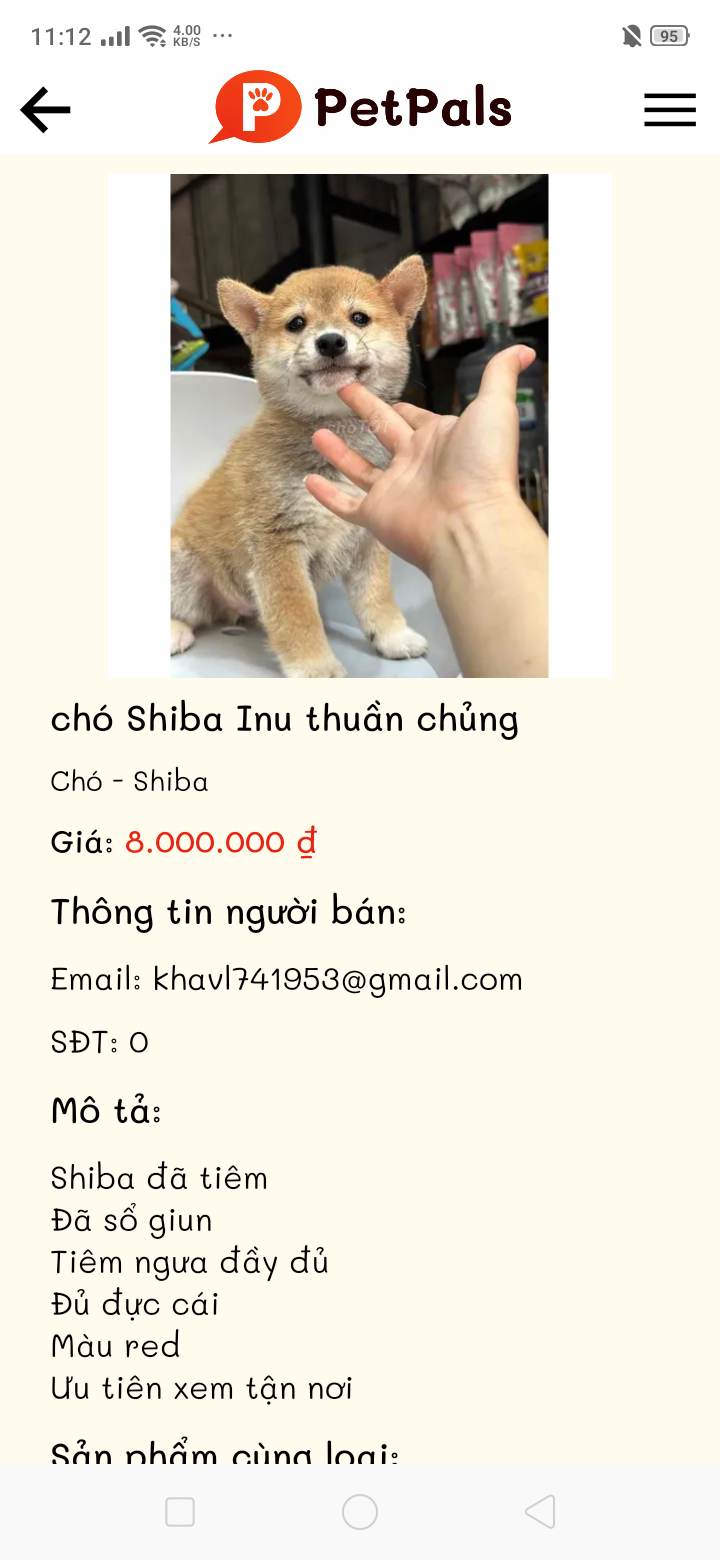 11:12 4.00 KB/S ... 95
PetPals
chó Shiba Inu thuần chủng
Chó - Shiba
Giá: 8.000.000 ₫
Thông tin người bán:
Email: khavl741953@gmail.com
SĐT: 0
Mô tả:
Shiba đã tiêm
Đã sổ giun
Tiêm ngưa đầy đủ
Đủ đực cái
Màu red
Ưu tiên xem tận nơi
Sản phẩm cùng loại: